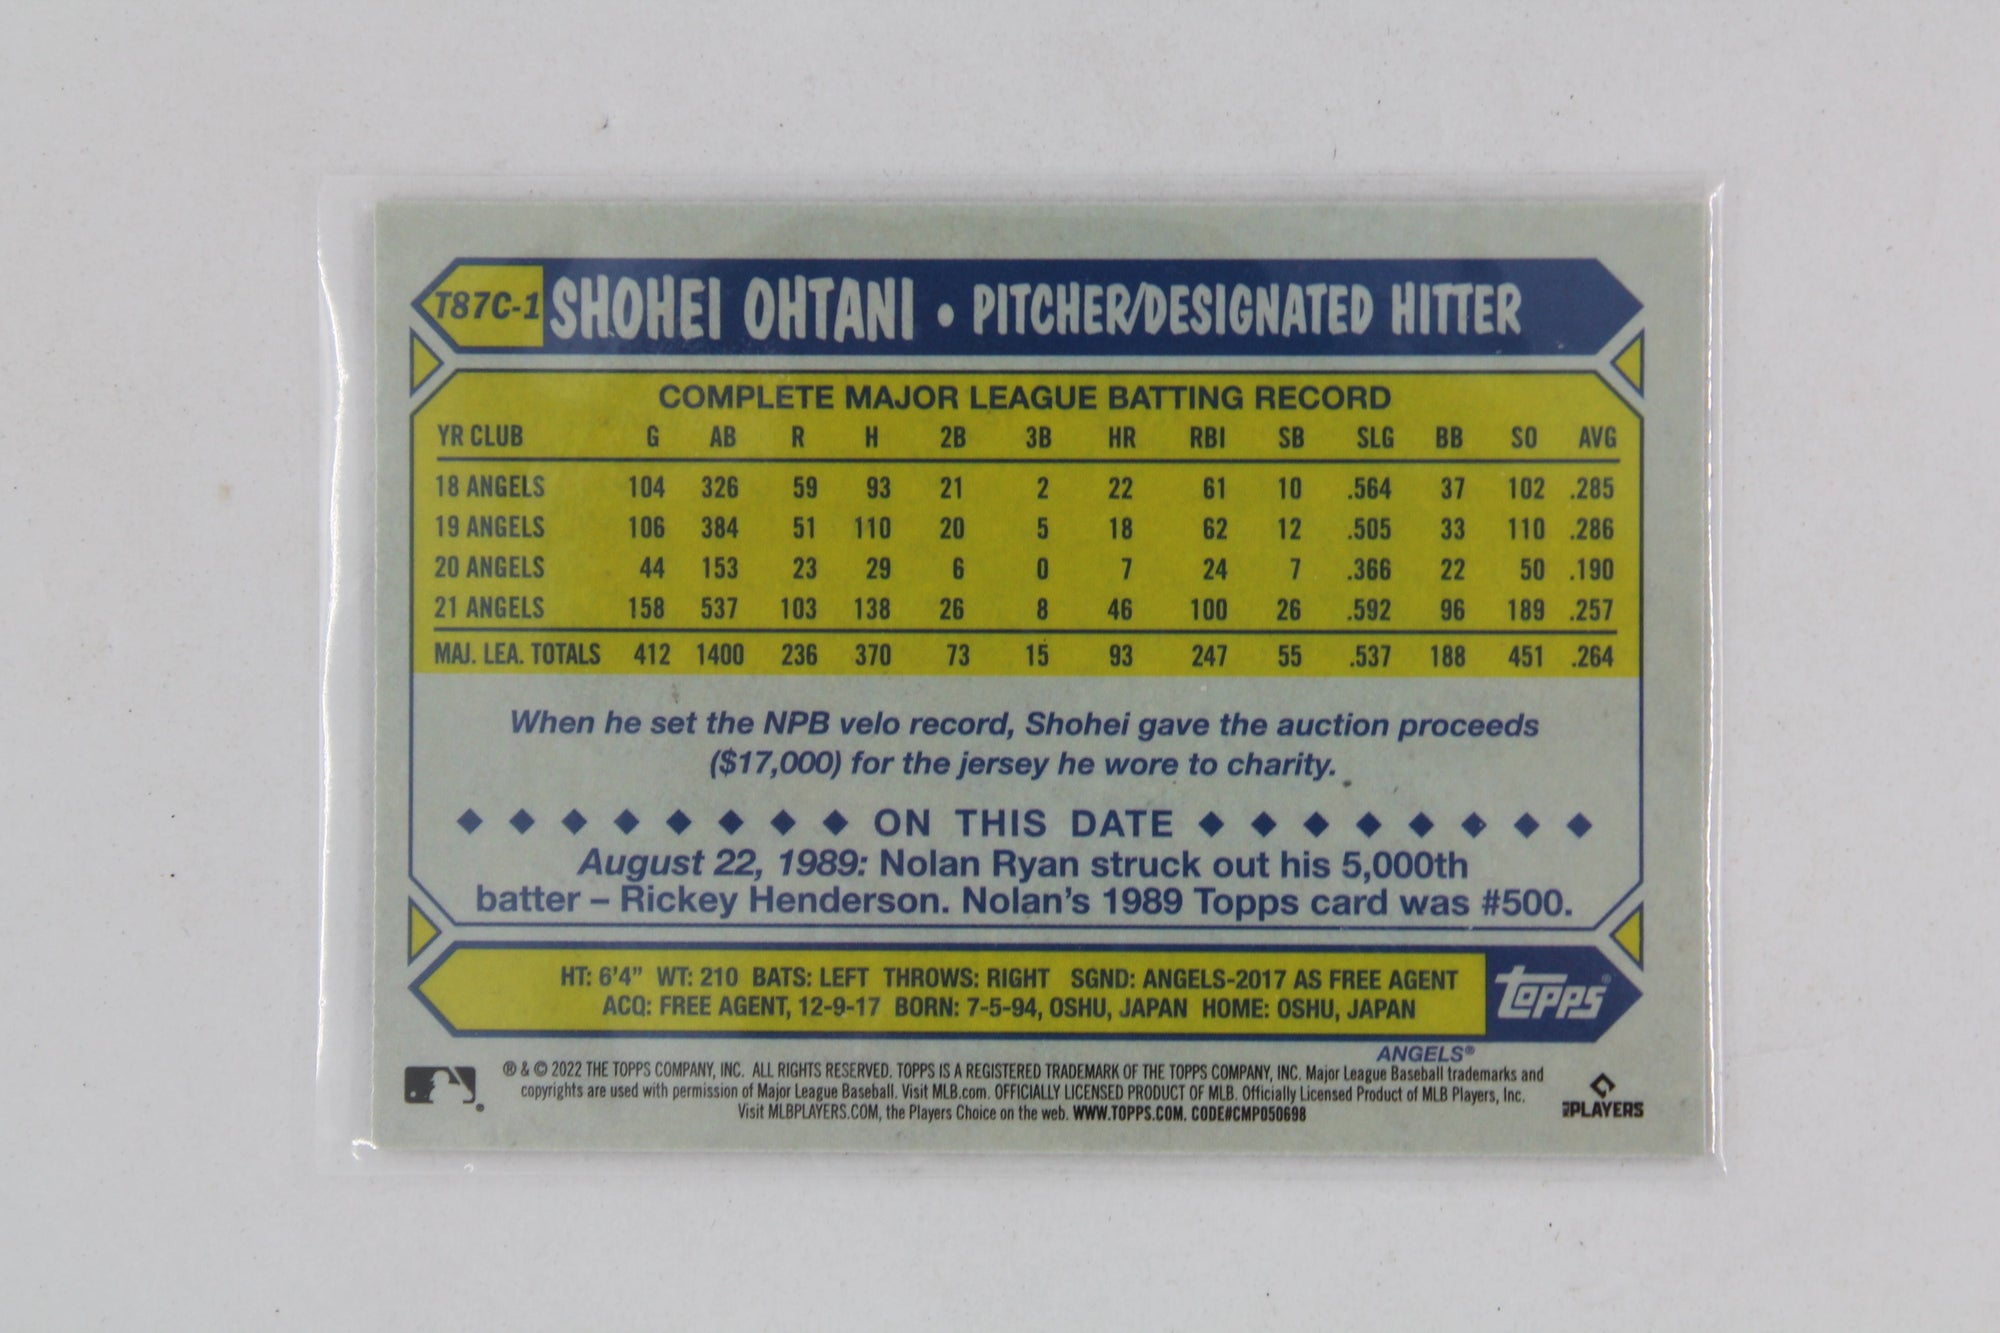 T87C-1 SHOHEI OHTANI • PITCHER/DESIGNATED HITTER
COMPLETE MAJOR LEAGUE BATTING RECORD
YR CLUB G AB R H 2B 3B HR RBI SB SLG BB SO AVG
18 ANGELS 104 326 59 93 21 2 22 61 10 .564 37 102 .285
19 ANGELS 106 384 51 110 20 5 18 62 12 .505 33 110 .286
20 ANGELS 44 153 23 29 6 0 7 24 7 .366 22 50 .190
21 ANGELS 158 537 103 138 26 8 46 100 26 .592 96 189 .257
MAJ. LEA. TOTALS 412 1400 236 370 73 15 93 247 55 .537 188 451 .264
When he set the NPB velo record, Shohei gave the auction proceeds
($17,000) for the jersey he wore to charity.
◆ ◆ ◆ ◆ ◆ ◆ ◆ ◆ ON THIS DATE ◆ ◆ ◆ ◆ ◆ ◆ ◆ ◆
August 22, 1989: Nolan Ryan struck out his 5,000th
batter – Rickey Henderson. Nolan's 1989 Topps card was #500.
HT: 6'4" WT: 210 BATS: LEFT THROWS: RIGHT SGND: ANGELS-2017 AS FREE AGENT
ACQ: FREE AGENT, 12-9-17 BORN: 7-5-94, OSHU, JAPAN HOME: OSHU, JAPAN
topps®
ANGELS®
® & © 2022 THE TOPPS COMPANY, INC. ALL RIGHTS RESERVED. TOPPS IS A REGISTERED TRADEMARK OF THE TOPPS COMPANY, INC. Major League Baseball trademarks and
copyrights are used with permission of Major League Baseball. Visit MLB.com. OFFICIALLY LICENSED PRODUCT OF MLB. Officially Licensed Product of MLB Players, Inc.
Visit MLBPLAYERS.COM, the Players Choice on the web. WWW.TOPPS.COM. CODE#CMP050698
PLAYERS